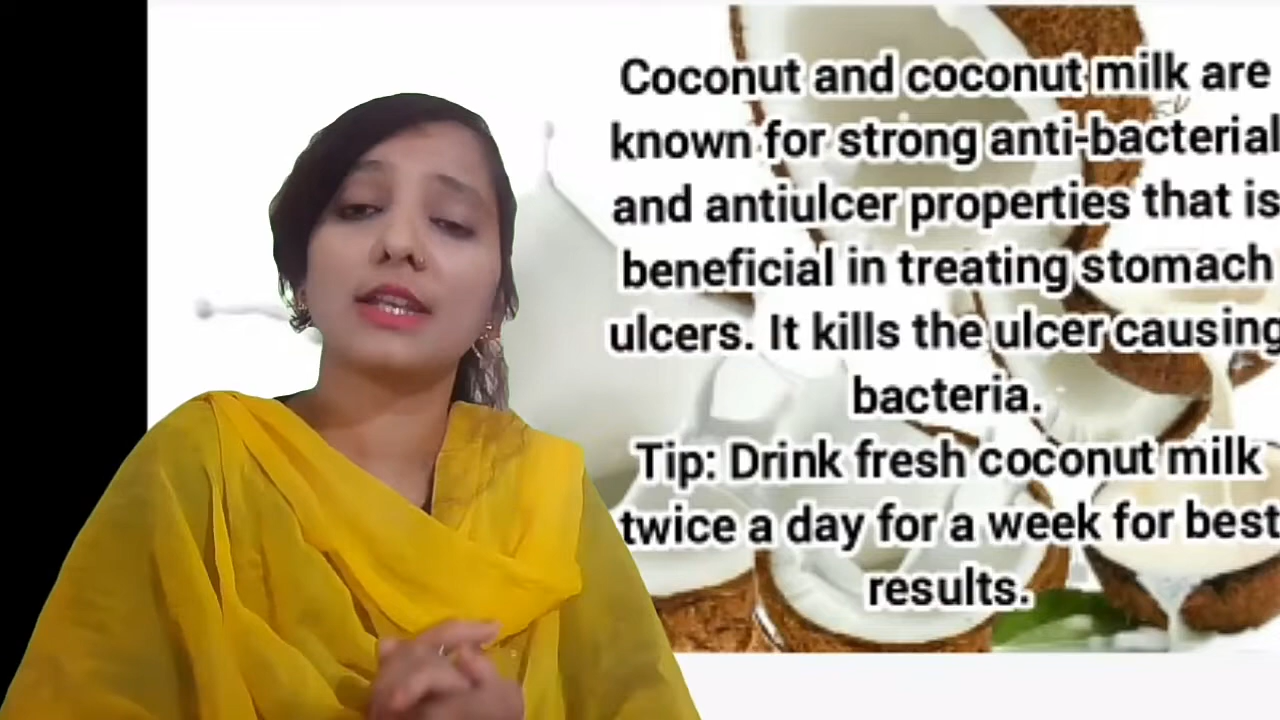 Coconut and coconut milk are
known for strong anti-bacterial
and antiulcer properties that is
beneficial in treating stomach
ulcers. It kills the ulcer causing
bacteria.
Tip: Drink fresh coconut milk
twice a day for a week for best
results.